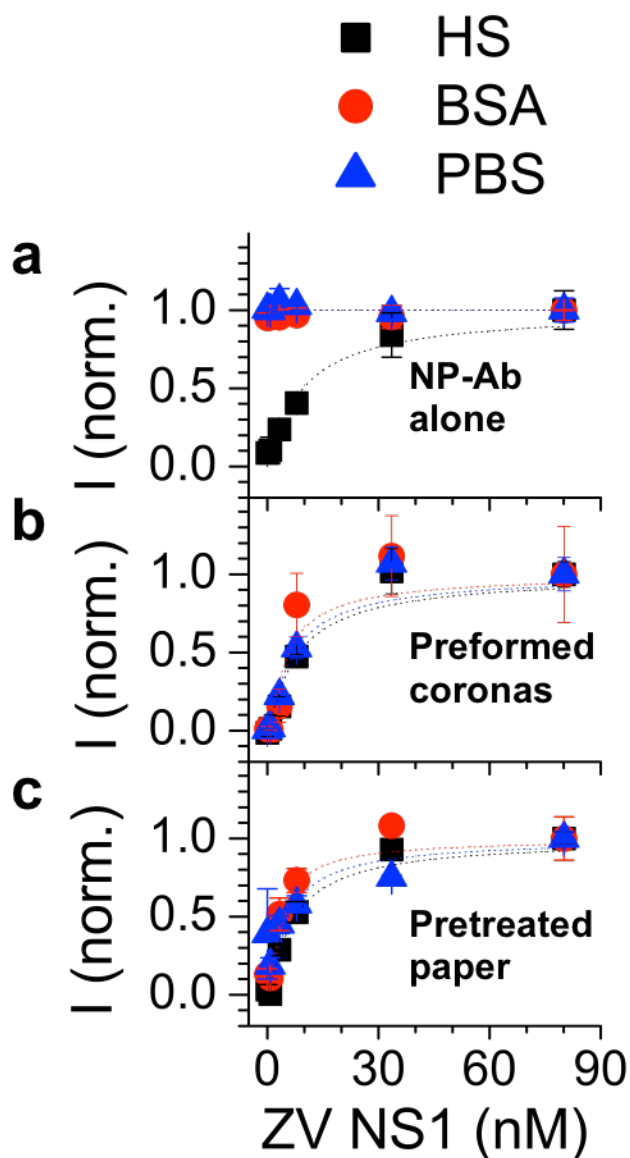 HS
BSA
PBS
a
I (norm.)
1.0
0.5
0.0
NP-Ab
alone
b
I (norm.)
1.0
0.5
0.0
Preformed
coronas
c
I (norm.)
1.0
0.5
0.0
Pretreated
paper
0 30 60 90
ZV NS1 (nM)